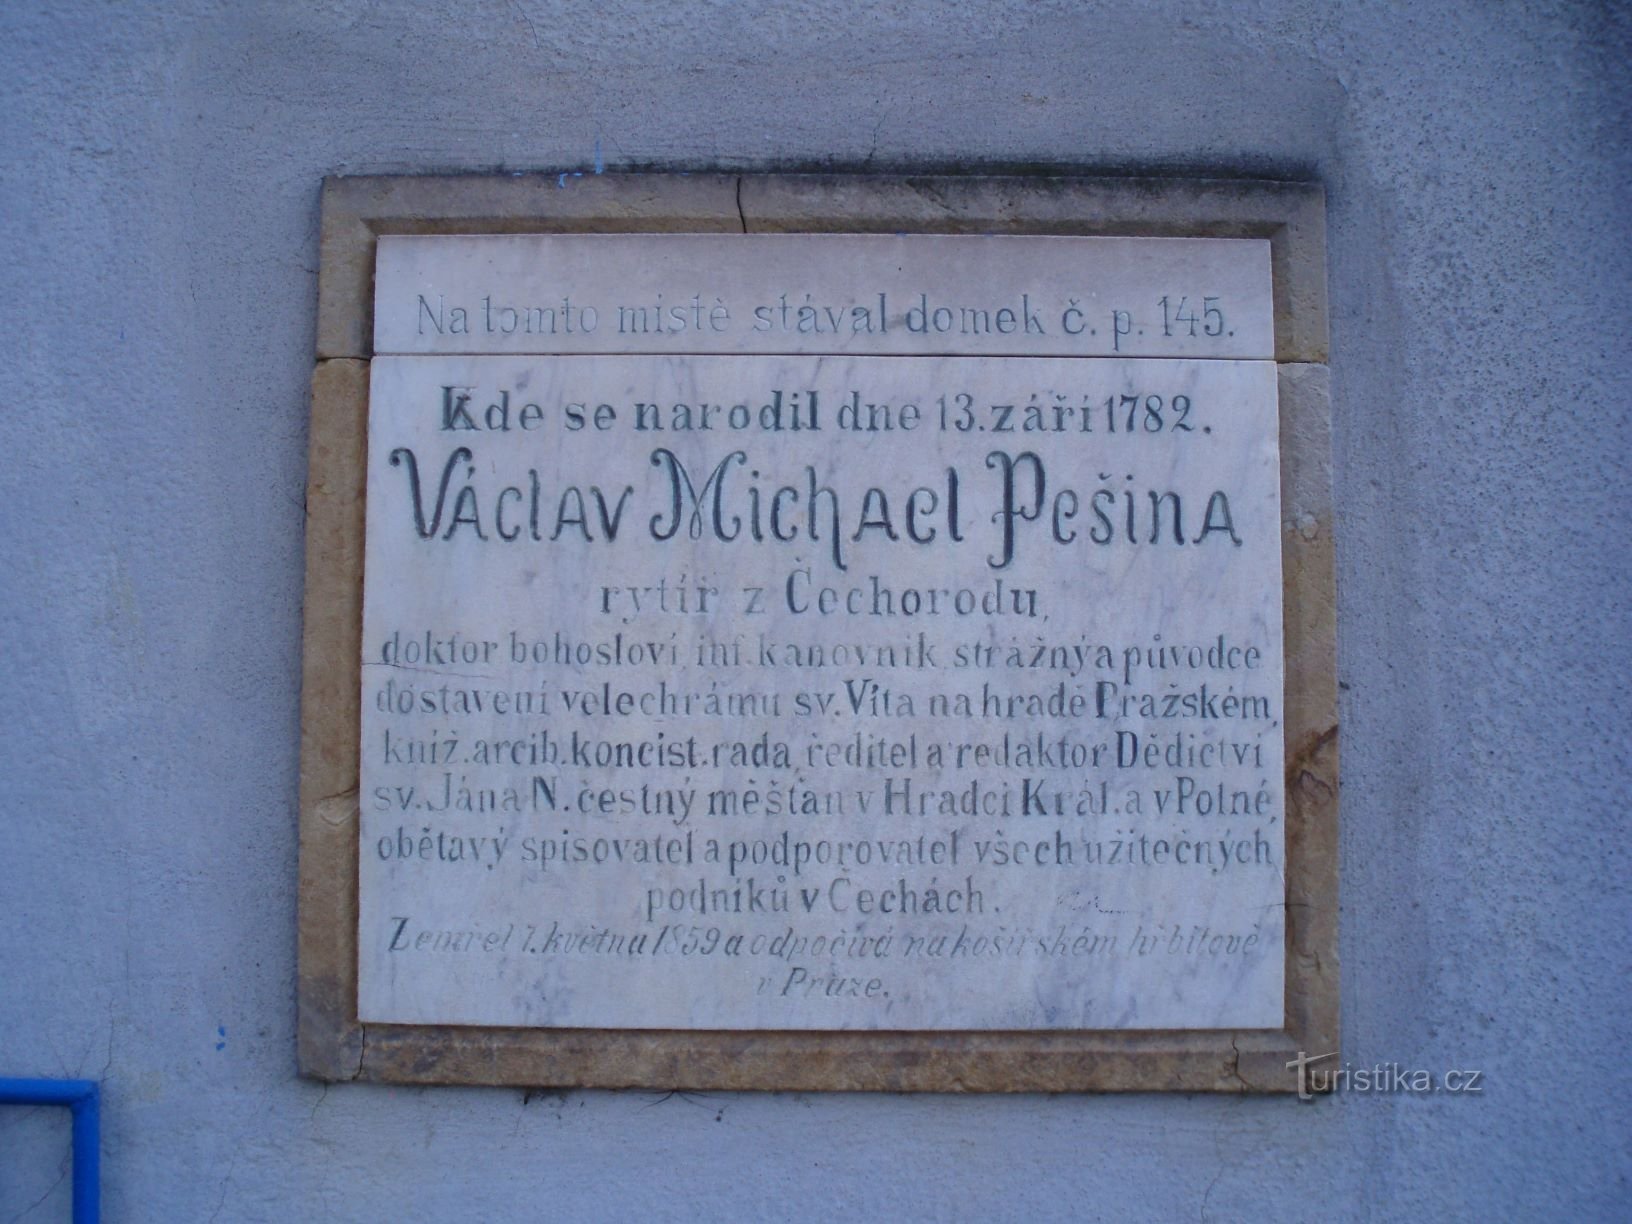 Na tomto místě stával domek č. p. 145.
Kde se narodil dne 13. září 1782.
Václav Michael Pešina
rytíř z Čechorodu,
doktor bohosloví, inf. kanovník, strážný a původce
dostavení velechrámu sv. Víta na hradě Pražském,
kníž. arcib. koncist. rada, ředitel a redaktor Dědictví
sv. Jána N. čestný měšťan v Hradci Král. a v Polné,
obětavý spisovatel a podporovatel všech užitečných
podníků v Čechách.
Zemřel 7. května 1859 a odpočívá na košířském hřbitově
v Praze.
Turistika.cz